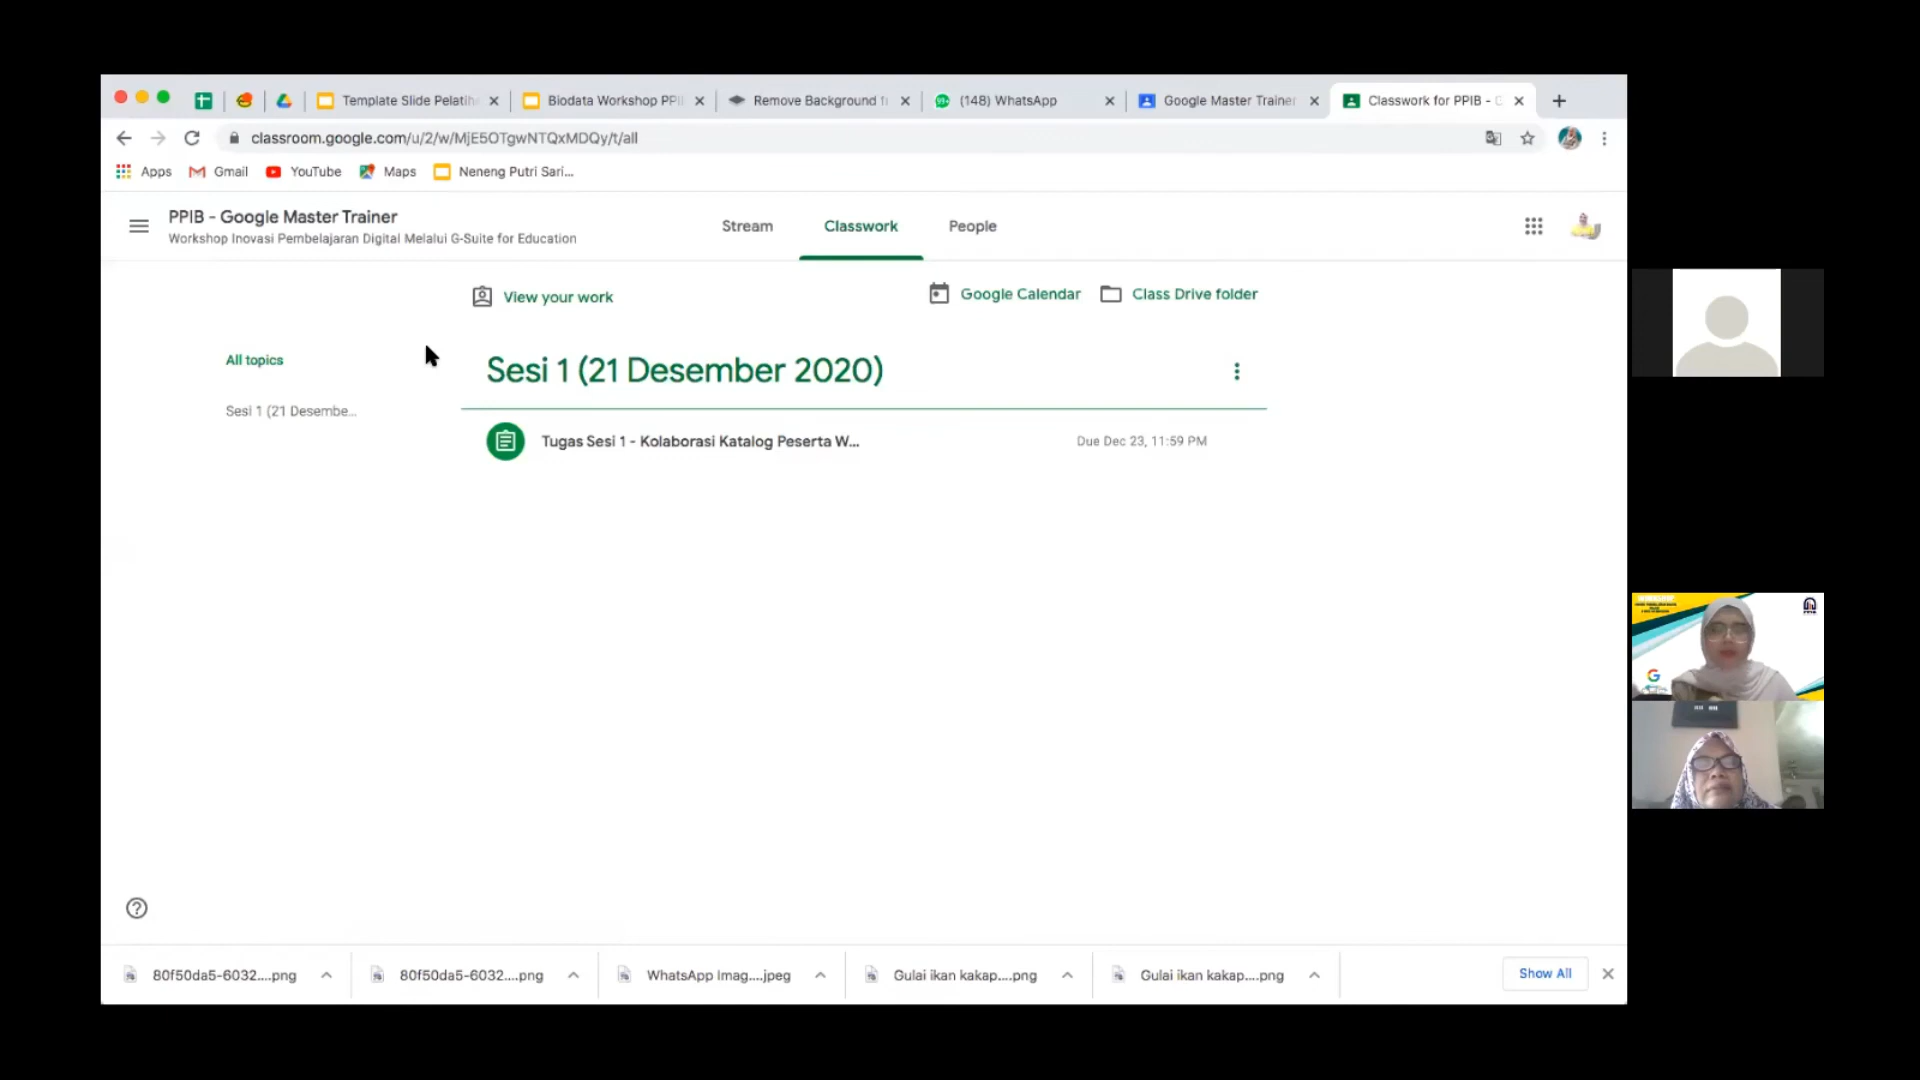 Template Slide Pelatiha
Biodata Workshop PPI
Remove Background f
(148) WhatsApp
Google Master Trainer
Classwork for PPIB - G
classroom.google.com/u/2/w/MjE5OTgwNTQxMDQy/t/all
Apps
Gmail
YouTube
Maps
Neneng Putri Sari...
PPIB - Google Master Trainer
Workshop Inovasi Pembelajaran Digital Melalui G-Suite for Education
Stream
Classwork
People
View your work
Google Calendar
Class Drive folder
All topics
Sesi 1 (21 Desembe...
Sesi 1 (21 Desember 2020)
Tugas Sesi 1 - Kolaborasi Katalog Peserta W...
Due Dec 23, 11:59 PM
80f50da5-6032....png
80f50da5-6032....png
WhatsApp Imag....jpeg
Gulai ikan kakap....png
Gulai ikan kakap....png
Show All
WORKSHOP